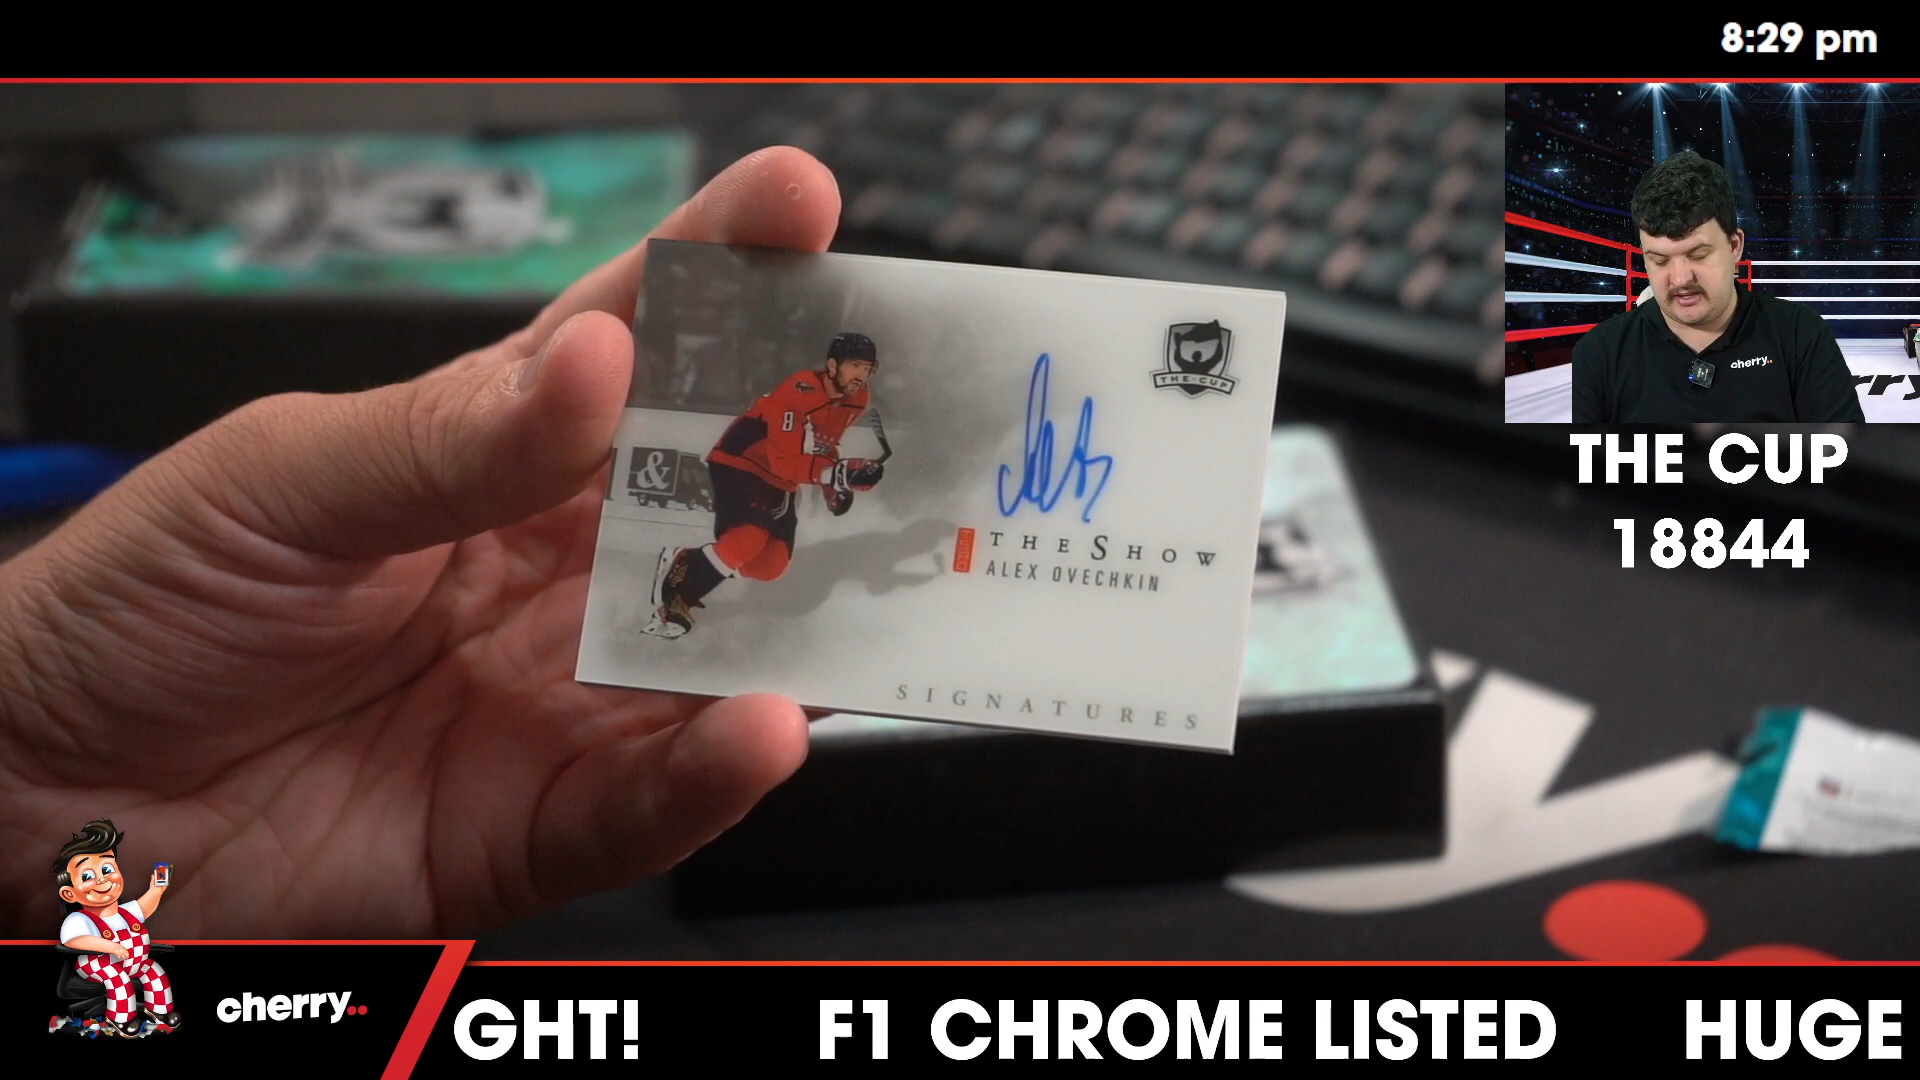 8:29 pm
cherry..
THE CUP
18844
8
THE CUP
&
THE SHOW
ALEX OVECHKIN
SIGNATURES
cherry..
GHT!
F1 CHROME LISTED
HUGE